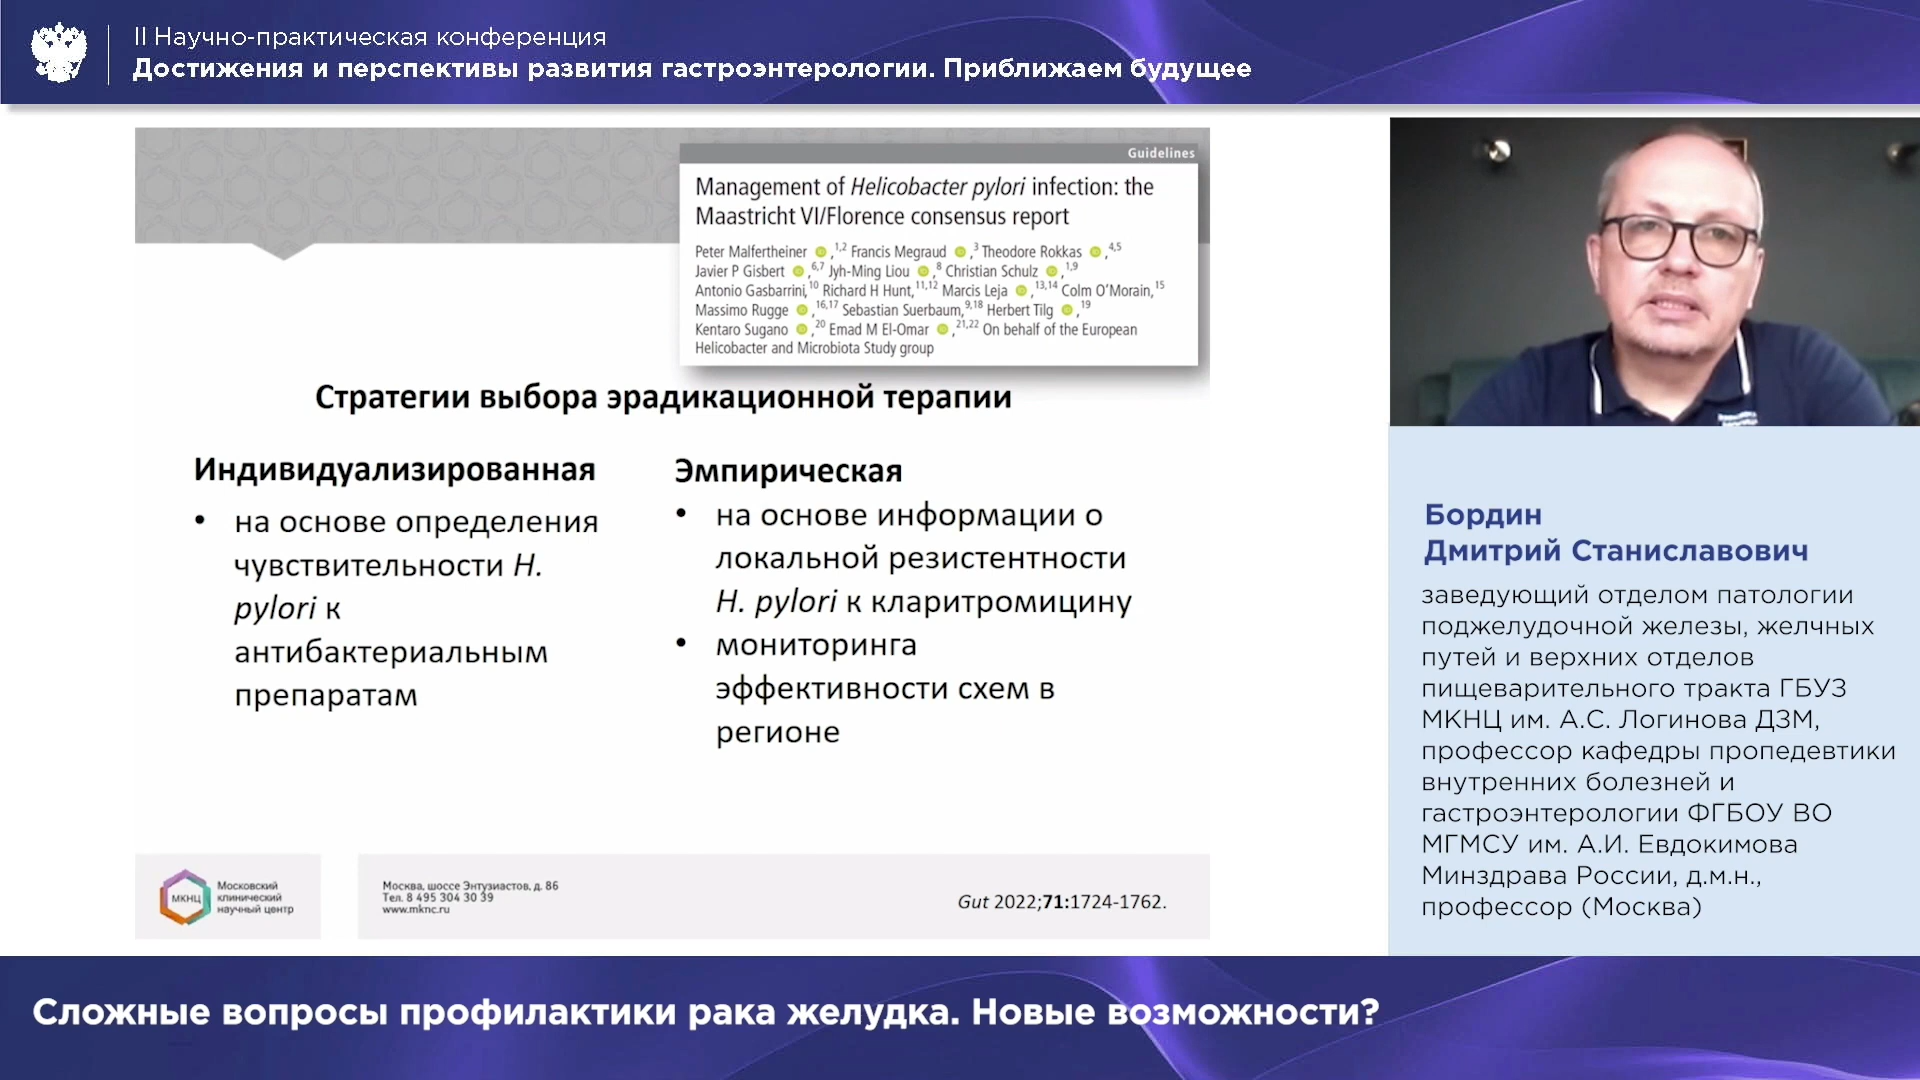 II Научно-практическая конференция
Достижения и перспективы развития гастроэнтерологии. Приближаем будущее
Guidelines
Management of Helicobacter pylori infection: the
Maastricht VI/Florence consensus report
Peter Malfertheiner ,1,2 Francis Megraud ,3 Theodore Rokkas ,4,5
Javier P Gisbert ,6,7 Jyh-Ming Liou ,8 Christian Schulz ,1,9
Antonio Gasbarrini,10 Richard H Hunt,11,12 Marcis Leja ,13,14 Colm O’Morain,15
Massimo Rugge ,16,17 Sebastian Suerbaum,9,18 Herbert Tilg ,19
Kentaro Sugano ,20 Emad M El-Omar ,21,22 On behalf of the European
Helicobacter and Microbiota Study group
Стратегии выбора эрадикационной терапии
Индивидуализированная
• на основе определения
чувствительности H.
pylori к
антибактериальным
препаратам
Эмпирическая
• на основе информации о
локальной резистентности
H. pylori к кларитромицину
• мониторинга
эффективности схем в
регионе
МКНЦ
Московский
клинический
научный центр
Москва, шоссе Энтузиастов, д. 86
Тел. 8 495 304 30 39
www.mknc.ru
Gut 2022;71:1724-1762.
Бордин
Дмитрий Станиславович
заведующий отделом патологии
поджелудочной железы, желчных
путей и верхних отделов
пищеварительного тракта ГБУЗ
МКНЦ им. А.С. Логинова ДЗМ,
профессор кафедры пропедевтики
внутренних болезней и
гастроэнтерологии ФГБОУ ВО
МГМСУ им. А.И. Евдокимова
Минздрава России, д.м.н.,
профессор (Москва)
Сложные вопросы профилактики рака желудка. Новые возможности?